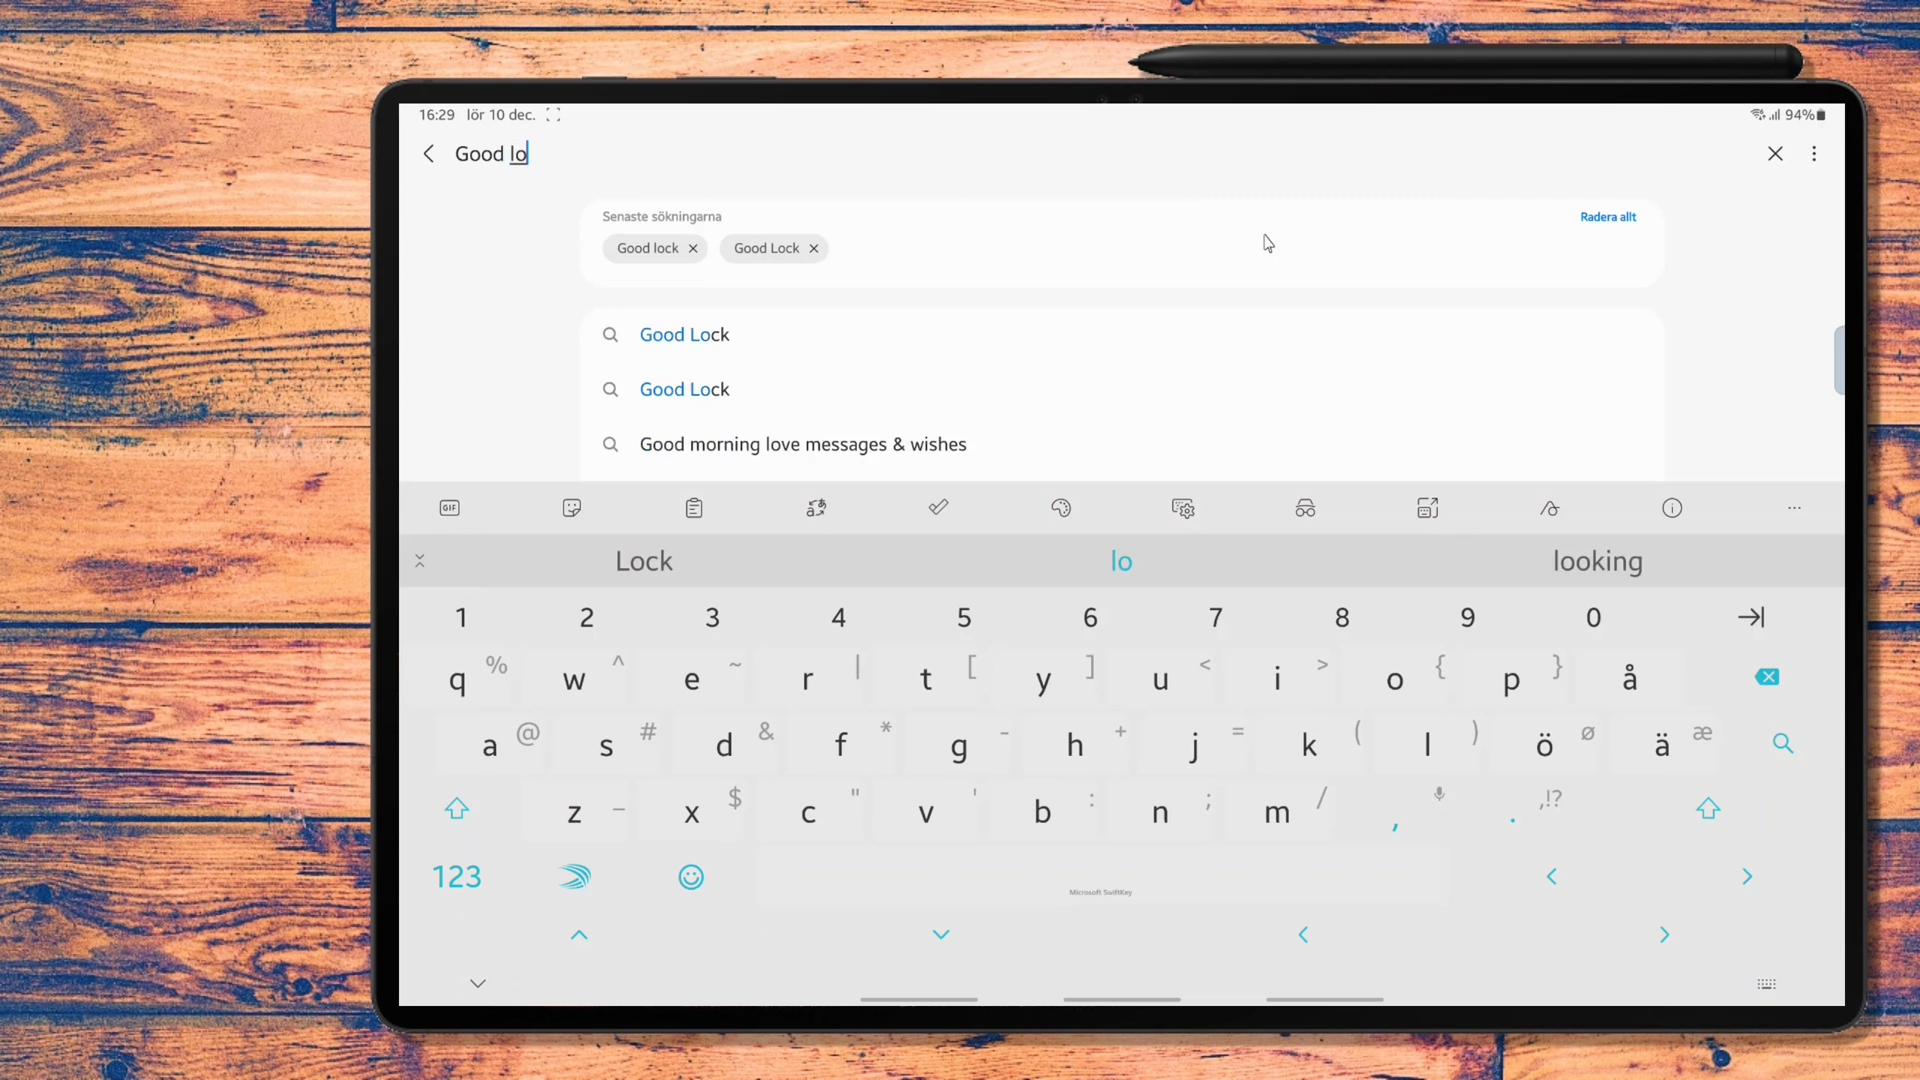 16:29 lör 10 dec. 94%
Good lo
Senaste sökningarna Radera allt
Good lock Good Lock
Good Lock
Good Lock
Good morning love messages & wishes
GIF
Lock lo looking
1 2 3 4 5 6 7 8 9 0
q % w ^ e ~ r | t [ y ] u < i > o { p } å
a @ s # d & f * g - h + j = k ( l ) ö ø ä æ
z _ x $ c " v ' b : n ; m / , . ,!?
123 Microsoft SwiftKey